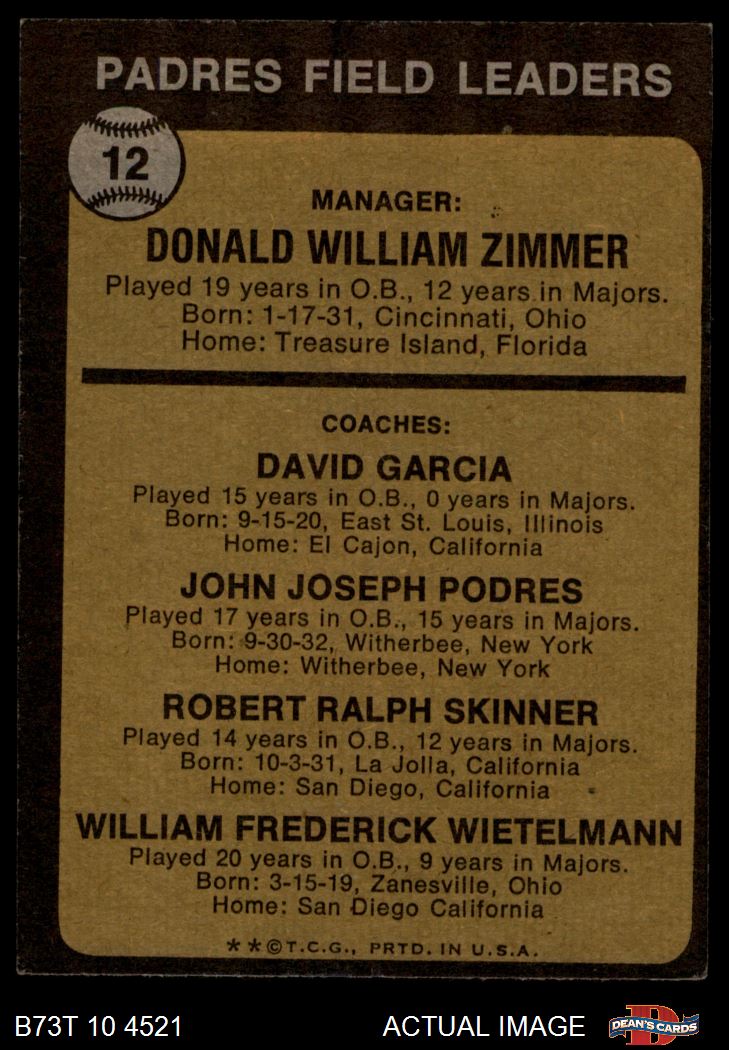 PADRES FIELD LEADERS
12
MANAGER:
DONALD WILLIAM ZIMMER
Played 19 years in O.B., 12 years in Majors.
Born: 1-17-31, Cincinnati, Ohio
Home: Treasure Island, Florida
COACHES:
DAVID GARCIA
Played 15 years in O.B., 0 years in Majors.
Born: 9-15-20, East St. Louis, Illinois
Home: El Cajon, California
JOHN JOSEPH PODRES
Played 17 years in O.B., 15 years in Majors.
Born: 9-30-32, Witherbee, New York
Home: Witherbee, New York
ROBERT RALPH SKINNER
Played 14 years in O.B., 12 years in Majors.
Born: 10-3-31, La Jolla, California
Home: San Diego, California
WILLIAM FREDERICK WIETELMANN
Played 20 years in O.B., 9 years in Majors.
Born: 3-15-19, Zanesville, Ohio
Home: San Diego California
**©T.C.G., PRTD. IN U.S.A.
B73T 10 4521 ACTUAL IMAGE D DEAN'S CARDS